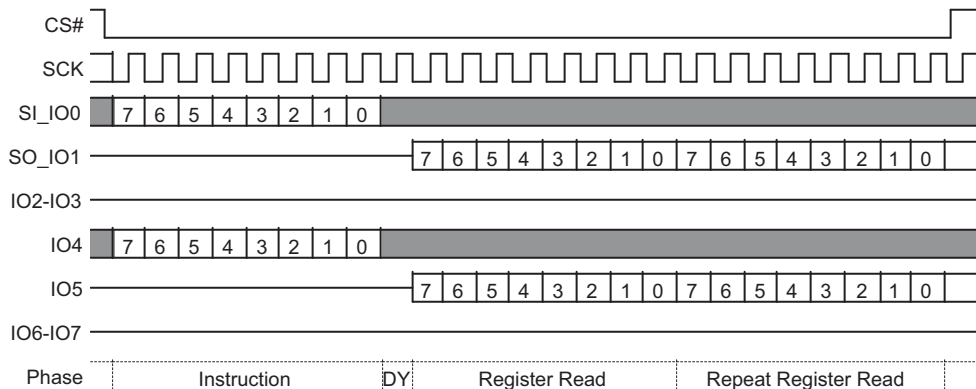 CS#
SCK
SI_IO0 7 6 5 4 3 2 1 0
SO_IO1 7 6 5 4 3 2 1 0 7 6 5 4 3 2 1 0
IO2-IO3
IO4 7 6 5 4 3 2 1 0
IO5 7 6 5 4 3 2 1 0 7 6 5 4 3 2 1 0
IO6-IO7
Phase Instruction DY Register Read Repeat Register Read